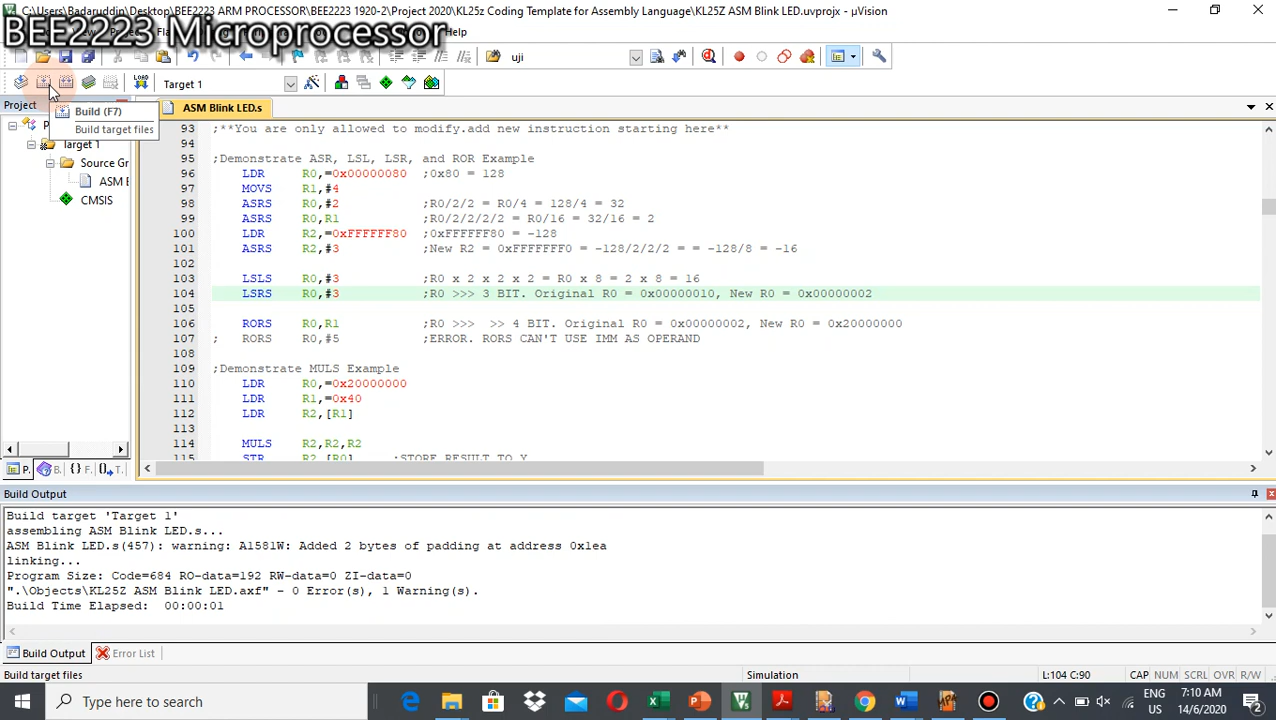 C:\Users\Badaruddin\Desktop\BEE2223 ARM PROCESSOR\BEE2223 1920-2\Project 2020\KL25z Coding Template for Assembly Language\KL25Z ASM Blink LED.uvprojx - µVision
BEE2223 Microprocessor
Help
uji
LOAD
Target 1
Project
ASM Blink LED.s
Build (F7)
Build target files
Target 1
Source Gr
ASM B
CMSIS
93 ;**You are only allowed to modify.add new instruction starting here**
94
95 ;Demonstrate ASR, LSL, LSR, and ROR Example
96 LDR R0,=0x00000080 ;0x80 = 128
97 MOVS R1,#4
98 ASRS R0,#2 ;R0/2/2 = R0/4 = 128/4 = 32
99 ASRS R0,R1 ;R0/2/2/2/2 = R0/16 = 32/16 = 2
100 LDR R2,=0xFFFFFF80 ;0xFFFFFF80 = -128
101 ASRS R2,#3 ;New R2 = 0xFFFFFFF0 = -128/2/2/2 = = -128/8 = -16
102
103 LSLS R0,#3 ;R0 x 2 x 2 x 2 = R0 x 8 = 2 x 8 = 16
104 LSRS R0,#3 ;R0 >>> 3 BIT. Original R0 = 0x00000010, New R0 = 0x00000002
105
106 RORS R0,R1 ;R0 >>> >> 4 BIT. Original R0 = 0x00000002, New R0 = 0x20000000
107 ; RORS R0,#5 ;ERROR. RORS CAN'T USE IMM AS OPERAND
108
109 ;Demonstrate MULS Example
110 LDR R0,=0x20000000
111 LDR R1,=0x40
112 LDR R2,[R1]
113
114 MULS R2,R2,R2
115 STR R2,[R0] ;STORE RESULT TO Y
P. B. {} F. T.
Build Output
Build target 'Target 1'
assembling ASM Blink LED.s...
ASM Blink LED.s(457): warning: A1581W: Added 2 bytes of padding at address 0x1ea
linking...
Program Size: Code=684 RO-data=192 RW-data=0 ZI-data=0
".\Objects\KL25Z ASM Blink LED.axf" - 0 Error(s), 1 Warning(s).
Build Time Elapsed: 00:00:01
Build Output Error List
Build target files Simulation L:104 C:90 CAP NUM SCRL OVR R/W
Type here to search
ENG
US
7:10 AM
14/6/2020
2